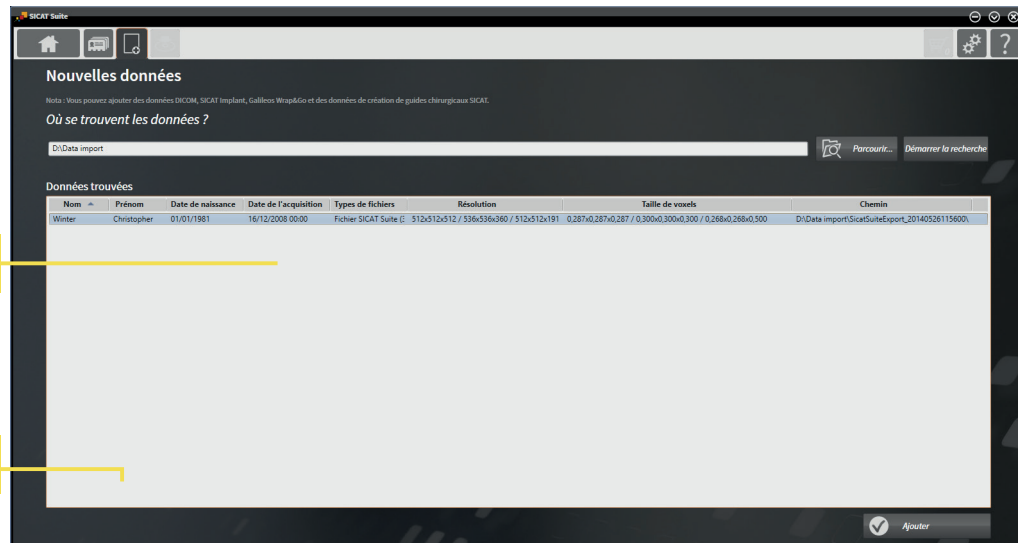 SICAT Suite
?
Nouvelles données
Nota : Vous pouvez ajouter des données DICOM, SICAT Implant, Galileos Wrap&Go et des données de création de guides chirurgicaux SICAT.
Où se trouvent les données ?
D:\Data import Parcourir... Démarrer la recherche
Données trouvées
Nom Prénom Date de naissance Date de l'acquisition Types de fichiers Résolution Taille de voxels Chemin
Winter Christopher 01/01/1981 16/12/2008 00:00 Fichier SICAT Suite (3 512x512x512 / 536x536x360 / 512x512x191 0,287x0,287x0,287 / 0,300x0,300x0,300 / 0,268x0,268x0,500 D:\Data import\SicatSuiteExport_20140526115600\
Ajouter